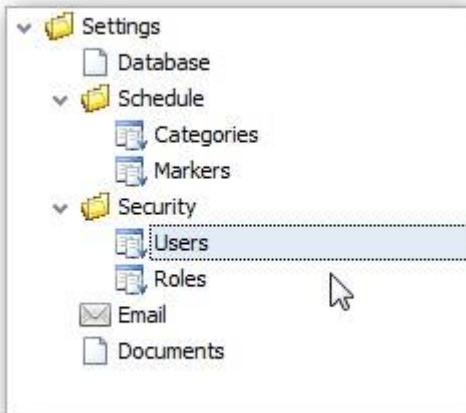 Settings
Database
Schedule
Categories
Markers
Security
Users
Roles
Email
Documents